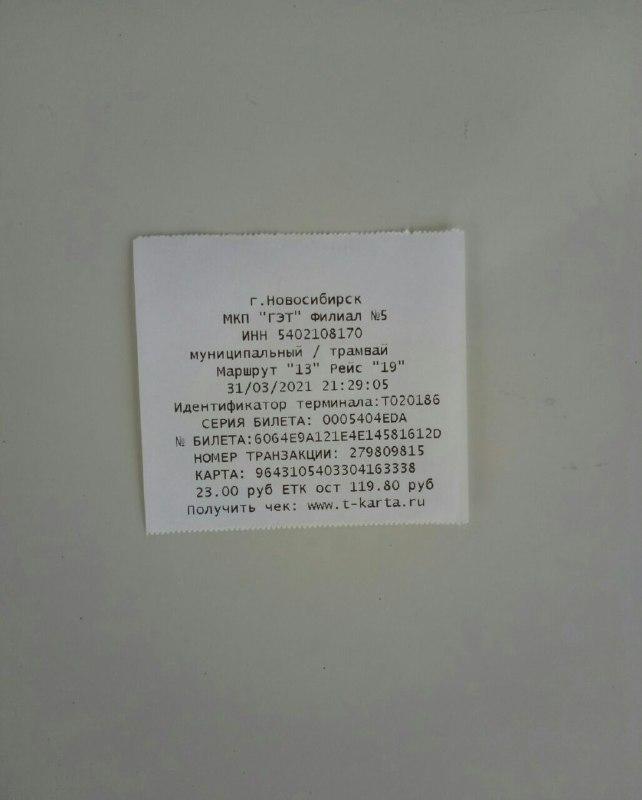 г.Новосибирск
МКП "ГЭТ" Филиал №5
ИНН 5402108170
муниципальный / трамвай
Маршрут "13" Рейс "19"
31/03/2021 21:29:05
Идентификатор терминала:T020186
СЕРИЯ БИЛЕТА: 0005404EDA
№ БИЛЕТА:6064E9A121E4E14581612D
НОМЕР ТРАНЗАКЦИИ: 279809815
КАРТА: 9643105403304163338
23.00 руб ЕТК ост 119.80 руб
Получить чек: www.t-karta.ru